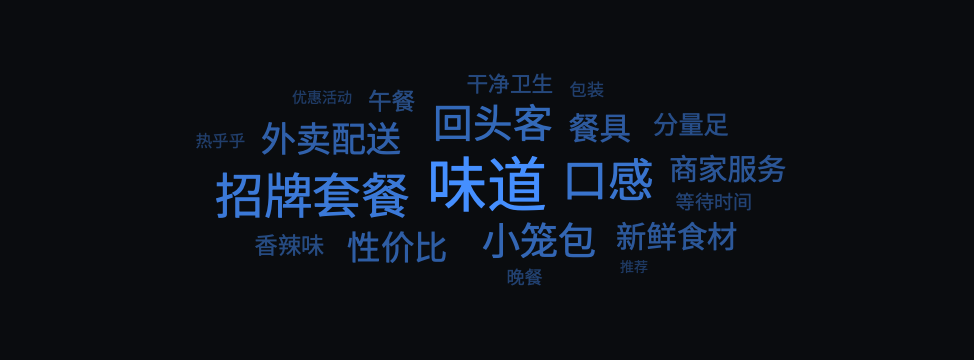 干净卫生
包装
优惠活动
午餐
回头客
餐具
分量足
热乎乎
外卖配送
味道
口感
商家服务
招牌套餐
等待时间
香辣味
性价比
小笼包
新鲜食材
晚餐
推荐